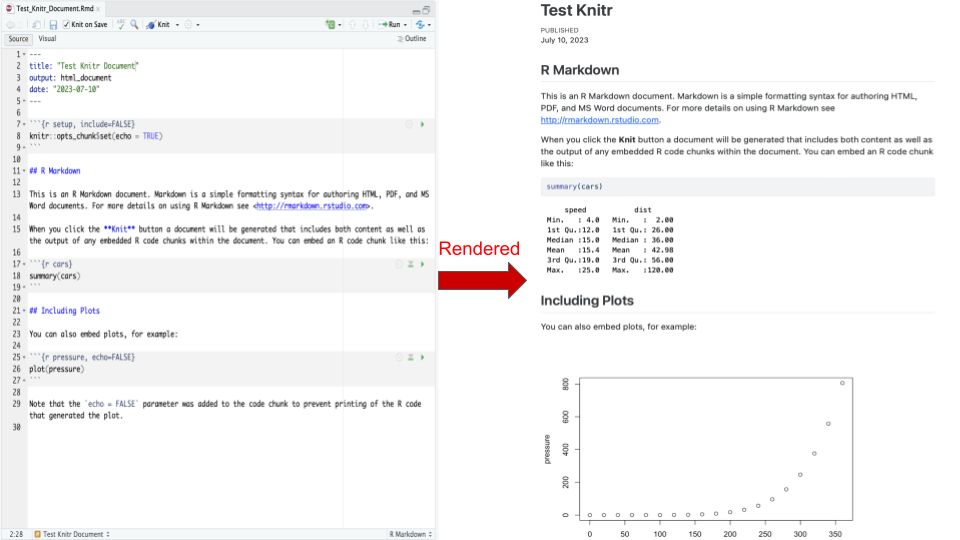 Test_Knitr_Document.Rmd
Knit on Save
ABC
Knit
Run
Source Visual
Outline
1 ---
2 title: "Test Knitr Document"
3 output: html_document
4 date: "2023-07-10"
5 ---
6
7 ```{r setup, include=FALSE}
8 knitr::opts_chunk$set(echo = TRUE)
9 ```
10
11 ## R Markdown
12
13 This is an R Markdown document. Markdown is a simple formatting syntax for authoring HTML, PDF, and MS
Word documents. For more details on using R Markdown see <http://rmarkdown.rstudio.com>.
14
15 When you click the **Knit** button a document will be generated that includes both content as well as
the output of any embedded R code chunks within the document. You can embed an R code chunk like this:
16
17 ```{r cars}
18 summary(cars)
19 ```
20
21 ## Including Plots
22
23 You can also embed plots, for example:
24
25 ```{r pressure, echo=FALSE}
26 plot(pressure)
27 ```
28
29 Note that the `echo = FALSE` parameter was added to the code chunk to prevent printing of the R code
that generated the plot.
30
2:28 Test Knitr Document R Markdown
Rendered
Test Knitr
PUBLISHED
July 10, 2023
R Markdown
This is an R Markdown document. Markdown is a simple formatting syntax for authoring HTML,
PDF, and MS Word documents. For more details on using R Markdown see
http://rmarkdown.rstudio.com.
When you click the Knit button a document will be generated that includes both content as well as
the output of any embedded R code chunks within the document. You can embed an R code chunk
like this:
summary(cars)
speed dist
Min. : 4.0 Min. : 2.00
1st Qu.:12.0 1st Qu.: 26.00
Median :15.0 Median : 36.00
Mean :15.4 Mean : 42.98
3rd Qu.:19.0 3rd Qu.: 56.00
Max. :25.0 Max. :120.00
Including Plots
You can also embed plots, for example:
pressure
800
600
400
200
0
0 50 100 150 200 250 300 350